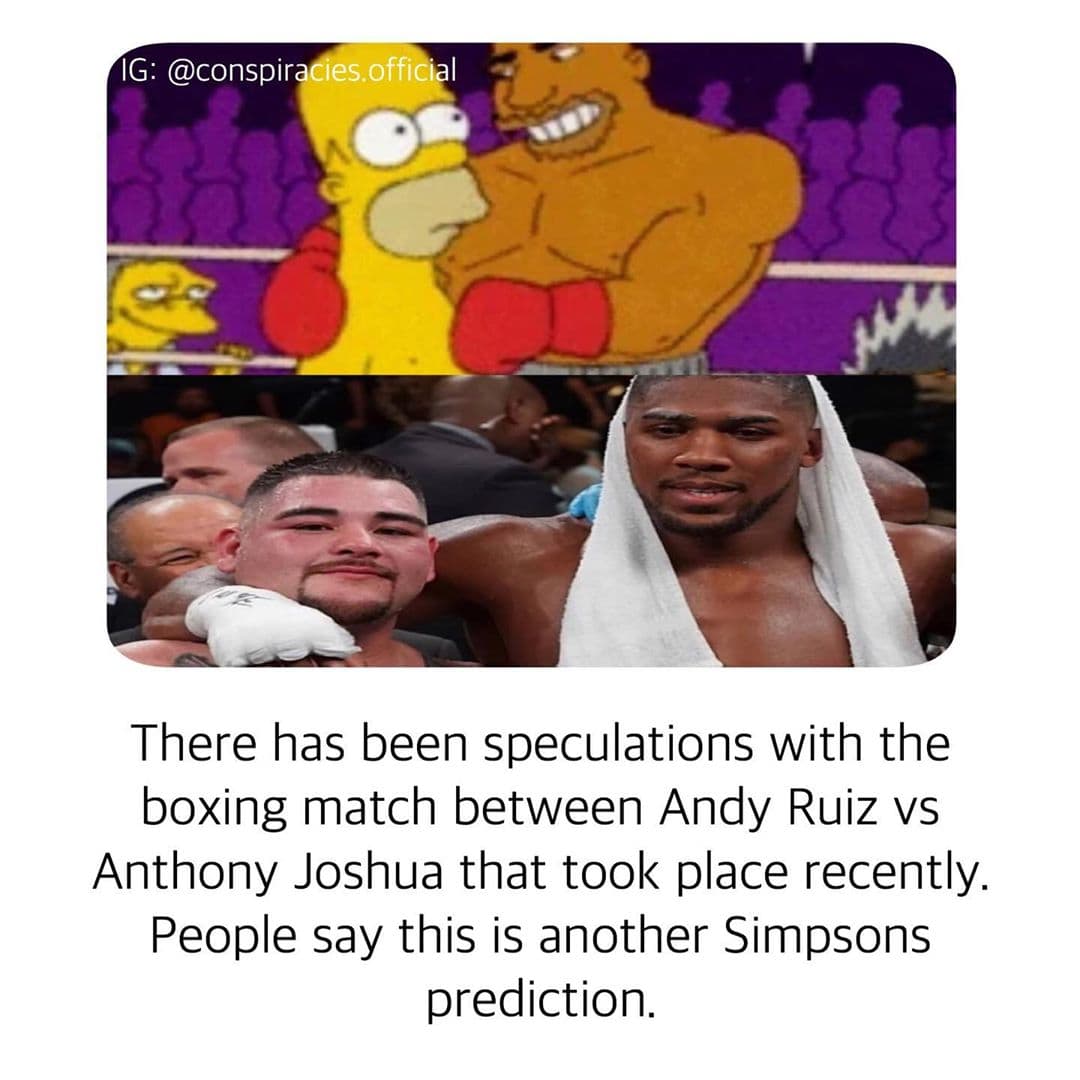 IG: @conspiracies.official
There has been speculations with the
boxing match between Andy Ruiz vs
Anthony Joshua that took place recently.
People say this is another Simpsons
prediction.